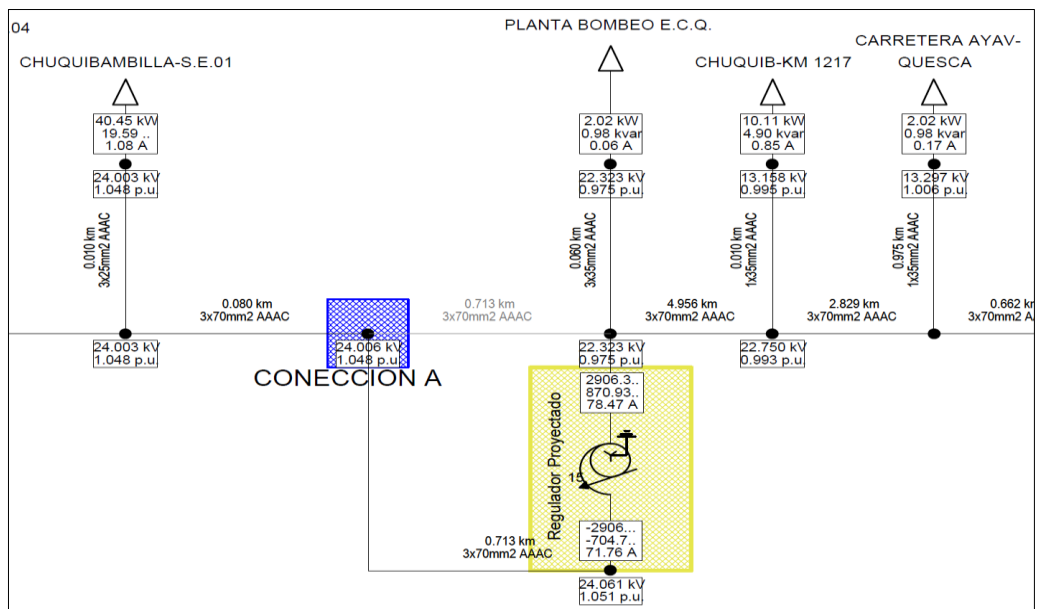 04
CHUQUIBAMBILLA-S.E.01
PLANTA BOMBEO E.C.Q.
CHUQUIB-KM 1217
CARRETERA AYAV-
QUESCA
40.45 kW
19.59 ..
1.08 A
2.02 kW
0.98 kvar
0.06 A
10.11 kW
4.90 kvar
0.85 A
2.02 kW
0.98 kvar
0.17 A
24.003 kV
1.048 p.u.
22.323 kV
0.975 p.u.
13.158 kV
0.995 p.u.
13.297 kV
1.006 p.u.
0.010 km
3x25mm2 AAAC
0.060 km
3x35mm2 AAAC
0.010 km
1x35mm2 AAAC
0.975 km
1x35mm2 AAAC
0.080 km
3x70mm2 AAAC
0.713 km
3x70mm2 AAAC
4.956 km
3x70mm2 AAAC
2.829 km
3x70mm2 AAAC
0.662 km
3x70mm2 AA
24.003 kV
1.048 p.u.
24.006 kV
1.048 p.u.
22.323 kV
0.975 p.u.
22.750 kV
0.993 p.u.
CONECCION A
2906.3..
870.93..
78.47 A
Regulador Proyectado
15
-2906...
-704.7..
71.76 A
0.713 km
3x70mm2 AAAC
24.061 kV
1.051 p.u.